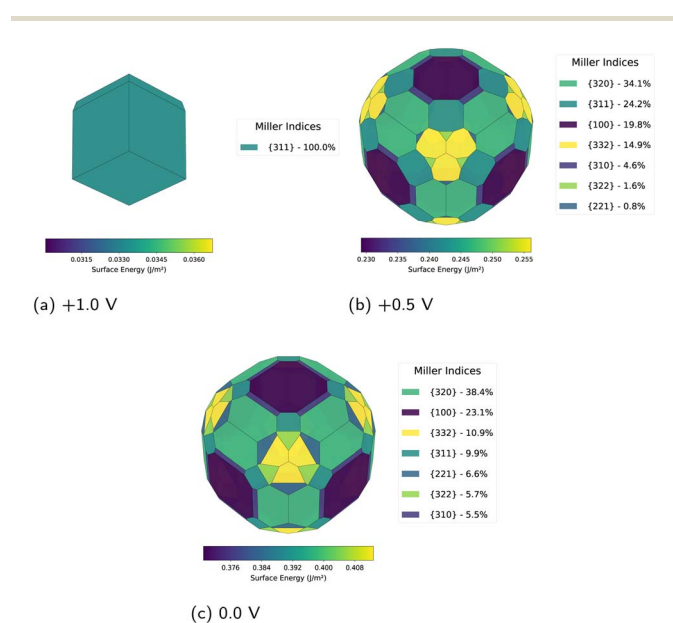 Miller Indices
{311} - 100.0%
0.0315 0.0330 0.0345 0.0360
Surface Energy (J/m²)
(a) +1.0 V
Miller Indices
{320} - 34.1%
{311} - 24.2%
{100} - 19.8%
{332} - 14.9%
{310} - 4.6%
{322} - 1.6%
{221} - 0.8%
0.230 0.235 0.240 0.245 0.250 0.255
Surface Energy (J/m²)
(b) +0.5 V
Miller Indices
{320} - 38.4%
{100} - 23.1%
{332} - 10.9%
{311} - 9.9%
{221} - 6.6%
{322} - 5.7%
{310} - 5.5%
0.376 0.384 0.392 0.400 0.408
Surface Energy (J/m²)
(c) 0.0 V